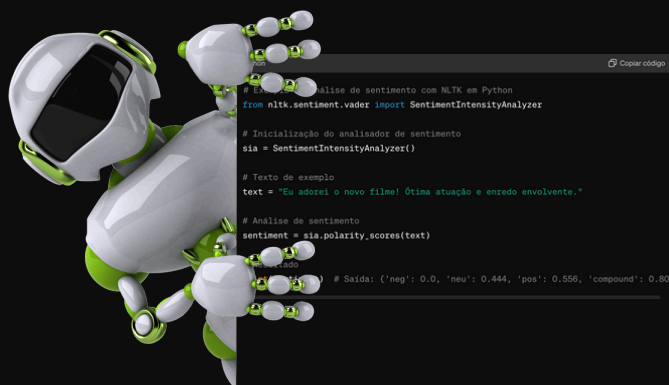 Copiar código
# análise de sentimento com NLTK em Python
from nltk.sentiment.vader import SentimentIntensityAnalyzer
# Inicialização do analisador de sentimento
sia = SentimentIntensityAnalyzer()
# Texto de exemplo
text = "Eu adorei o novo filme! Ótima atuação e enredo envolvente."
# Análise de sentimento
sentiment = sia.polarity_scores(text)
) # Saída: {'neg': 0.0, 'neu': 0.444, 'pos': 0.556, 'compound': 0.80